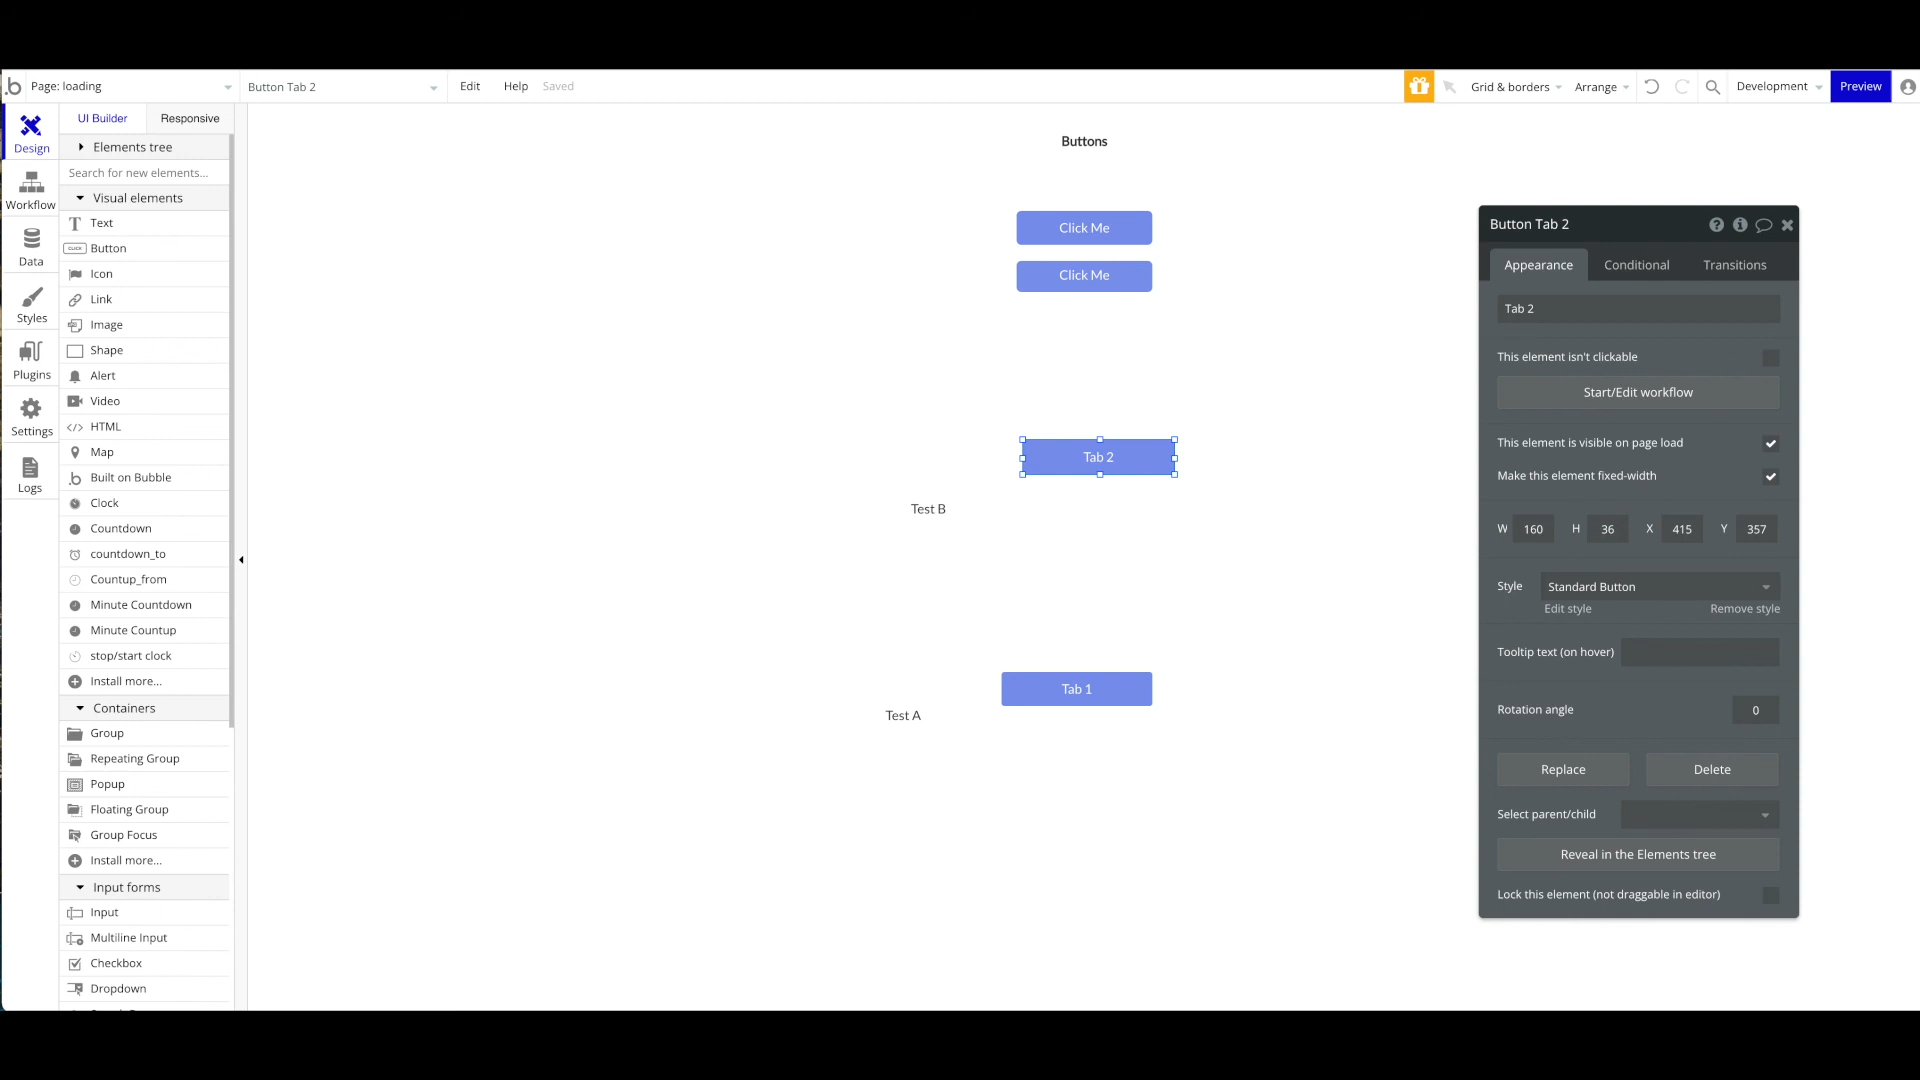 b Page: loading Button Tab 2 Edit Help Saved Grid & borders Arrange Development Preview
Design
Workflow
Data
Styles
Plugins
Settings
Logs
UI Builder Responsive
Elements tree
Search for new elements...
Visual elements
Text
CLICK Button
Icon
Link
Image
Shape
Alert
Video
</> HTML
Map
b Built on Bubble
Clock
Countdown
countdown_to
Countup_from
Minute Countdown
Minute Countup
stop/start clock
Install more...
Containers
Group
Repeating Group
Popup
Floating Group
Group Focus
Install more...
Input forms
Input
Multiline Input
Checkbox
Dropdown
Buttons
Click Me
Click Me
Tab 2
Test B
Tab 1
Test A
Button Tab 2
Appearance Conditional Transitions
Tab 2
This element isn't clickable
Start/Edit workflow
This element is visible on page load
Make this element fixed-width
W 160 H 36 X 415 Y 357
Style Standard Button
Edit style Remove style
Tooltip text (on hover)
Rotation angle 0
Replace Delete
Select parent/child
Reveal in the Elements tree
Lock this element (not draggable in editor)